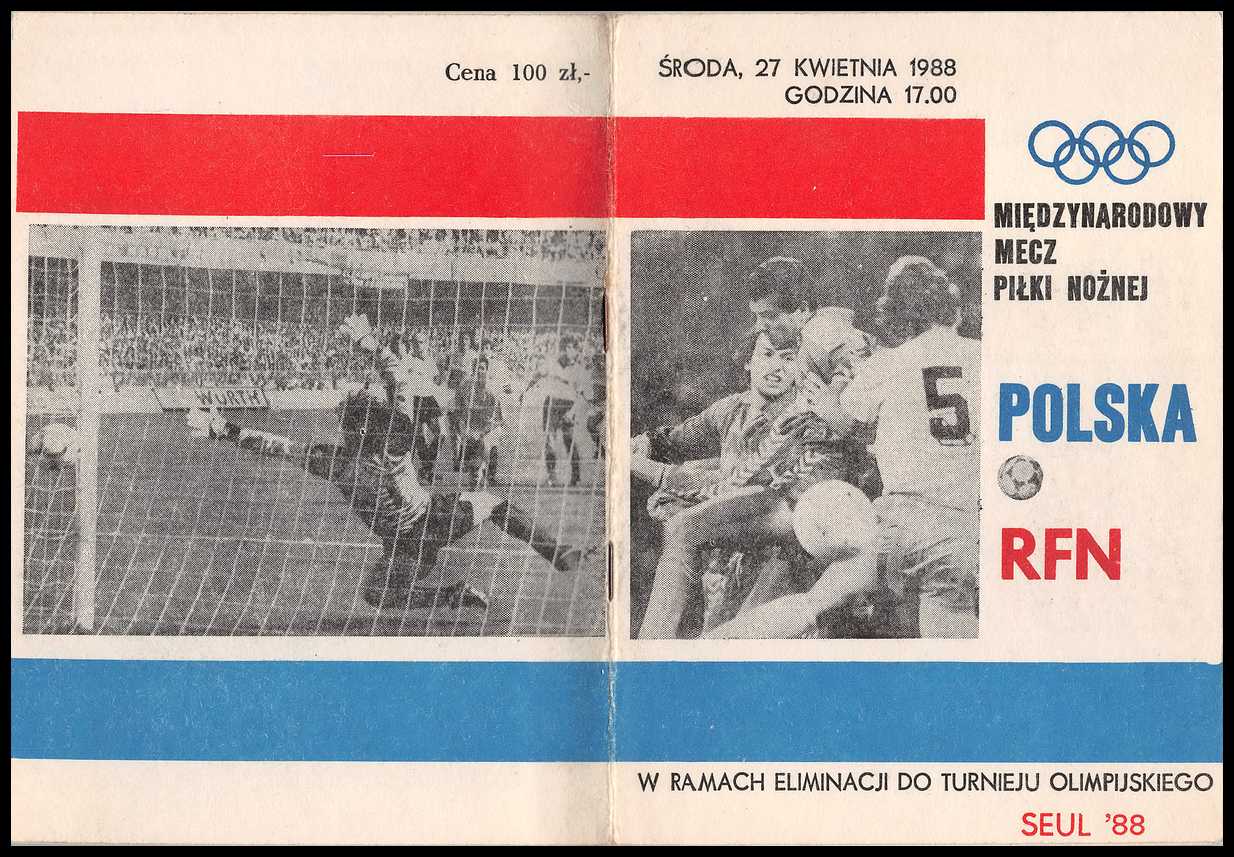 Cena 100 zł,-
ŚRODA, 27 KWIETNIA 1988
GODZINA 17.00
MIĘDZYNARODOWY
MECZ
PIŁKI NOŻNEJ
WÜRTH
5
POLSKA
RFN
W RAMACH ELIMINACJI DO TURNIEJU OLIMPIJSKIEGO
SEUL '88